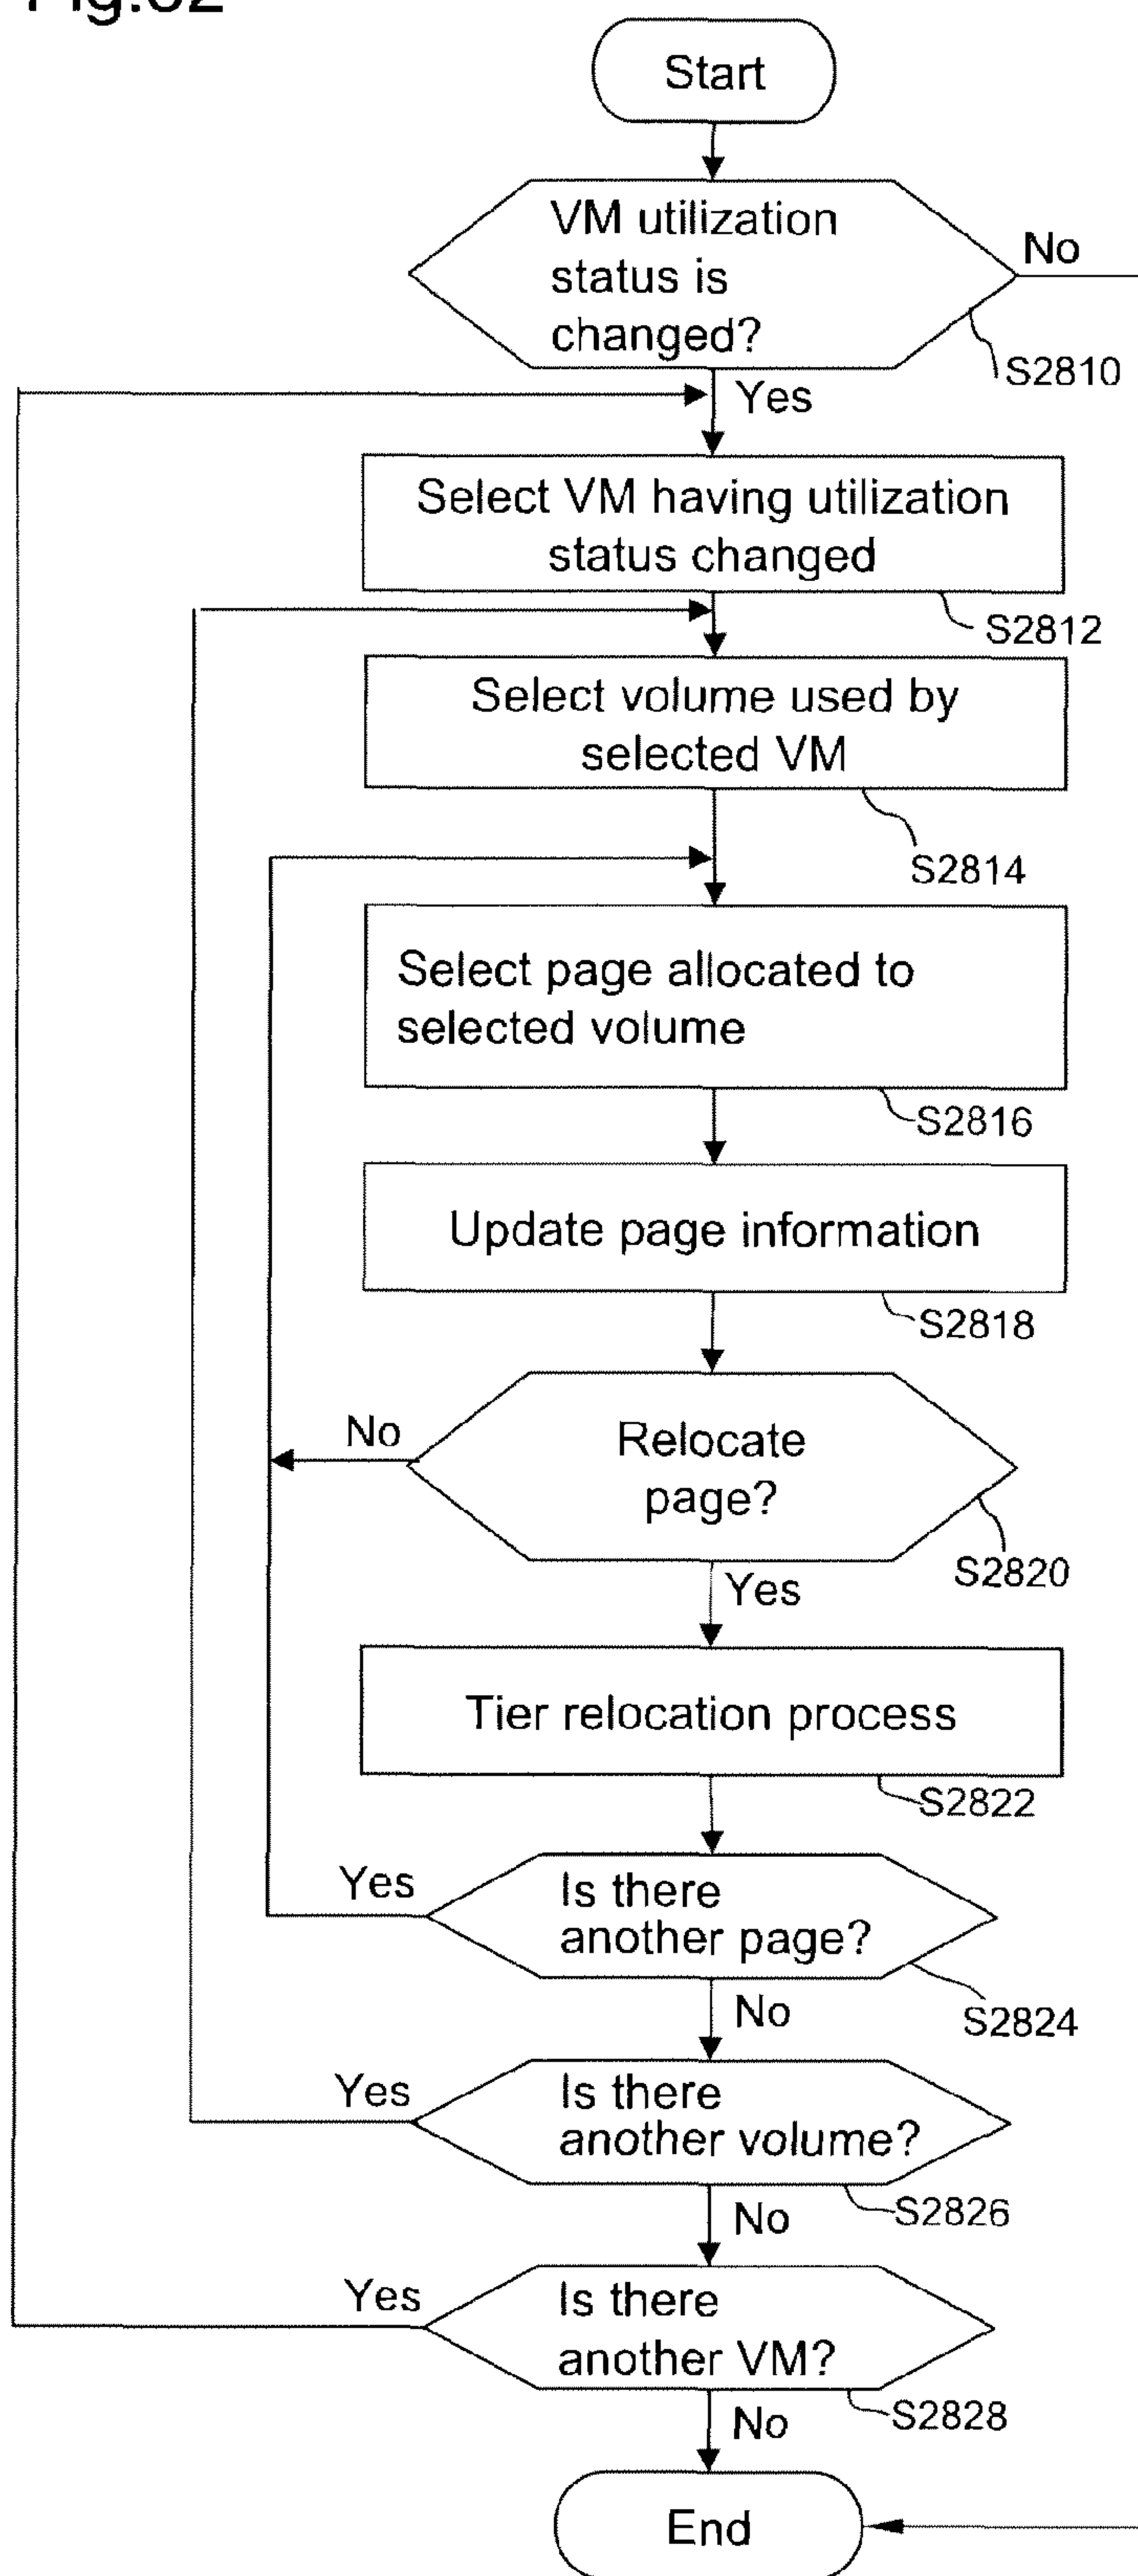 Start
VM utilization
status is
changed?
No
S2810
Yes
Select VM having utilization
status changed
S2812
Select volume used by
selected VM
S2814
Select page allocated to
selected volume
S2816
Update page information
S2818
No
Relocate
page?
S2820
Yes
Tier relocation process
S2822
Yes
Is there
another page?
S2824
No
Yes
Is there
another volume?
S2826
No
Yes
Is there
another VM?
S2828
No
End